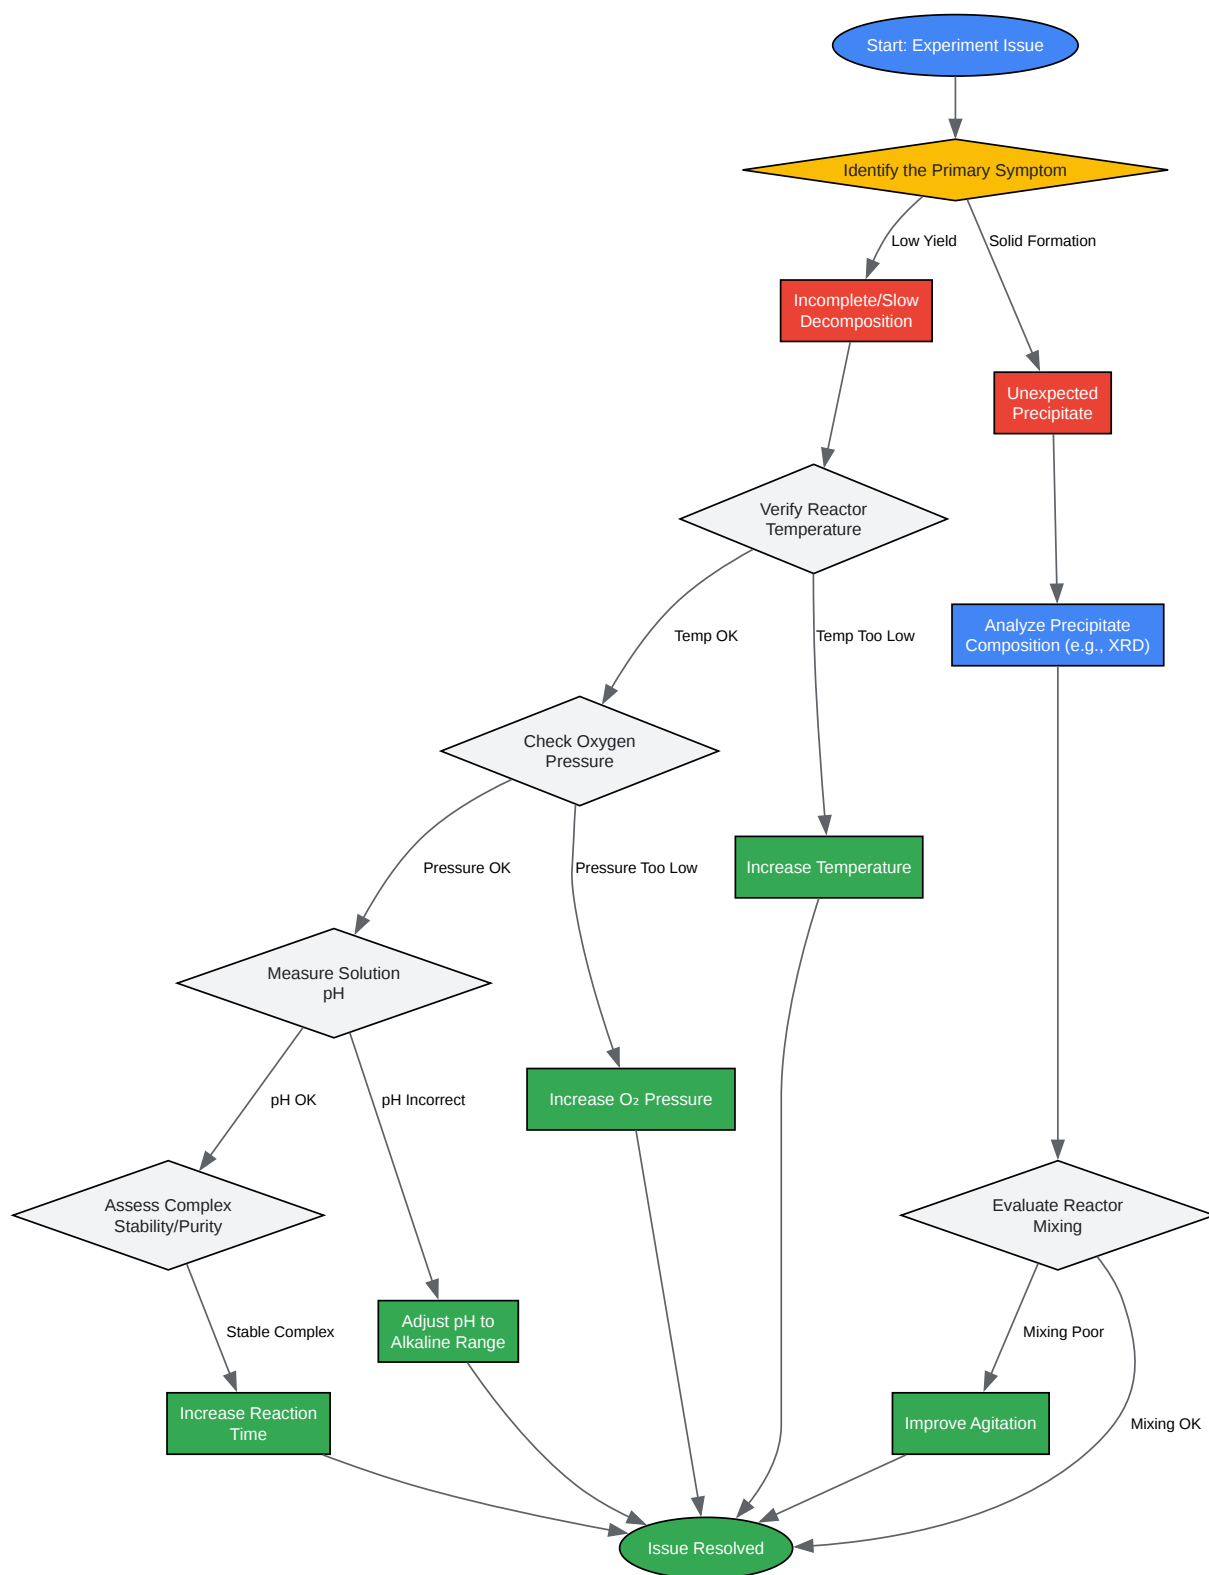 Start: Experiment Issue
Identify the Primary Symptom
Low Yield
Solid Formation
Incomplete/Slow
Decomposition
Unexpected
Precipitate
Verify Reactor
Temperature
Analyze Precipitate
Composition (e.g., XRD)
Temp OK
Temp Too Low
Check Oxygen
Pressure
Pressure OK
Pressure Too Low
Increase Temperature
Measure Solution
pH
pH OK
pH Incorrect
Increase O₂ Pressure
Assess Complex
Stability/Purity
Evaluate Reactor
Mixing
Stable Complex
Adjust pH to
Alkaline Range
Mixing Poor
Increase Reaction
Time
Improve Agitation
Mixing OK
Issue Resolved